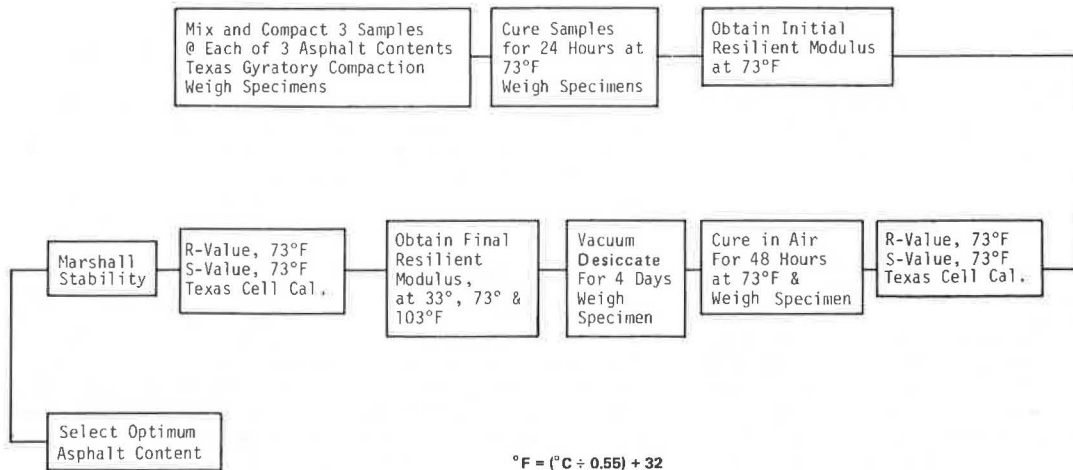 Mix and Compact 3 Samples
@ Each of 3 Asphalt Contents
Texas Gyratory Compaction
Weigh Specimens
Cure Samples
for 24 Hours at
73°F
Weigh Specimens
Obtain Initial
Resilient Modulus
at 73°F
Marshall
Stability
R-Value, 73°F
S-Value, 73°F
Texas Cell Cal.
Obtain Final
Resilient
Modulus,
at 33°, 73° &
103°F
Vacuum
Desiccate
For 4 Days
Weigh
Specimen
Cure in Air
For 48 Hours
at 73°F &
Weigh Specimen
R-Value, 73°F
S-Value, 73°F
Texas Cell Cal.
Select Optimum
Asphalt Content
°F = (°C ÷ 0.55) + 32